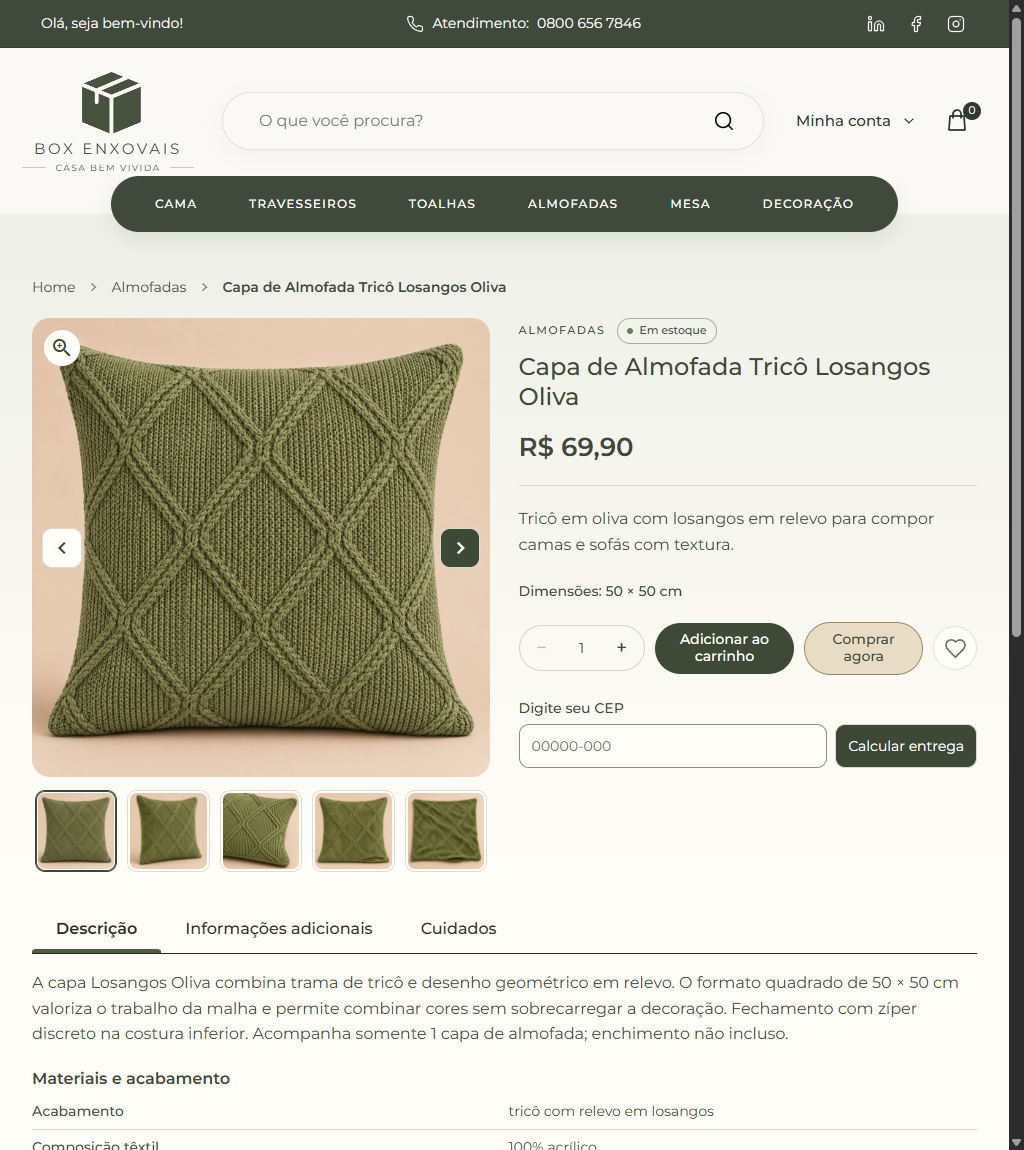 Olá, seja bem-vindo!
Atendimento: 0800 656 7846
BOX ENXOVAIS
CASA BEM VIVIDA
O que você procura?
Minha conta
0
CAMA
TRAVESSEIROS
TOALHAS
ALMOFADAS
MESA
DECORAÇÃO
Home
Almofadas
Capa de Almofada Tricô Losangos Oliva
ALMOFADAS
Em estoque
Capa de Almofada Tricô Losangos
Oliva
R$ 69,90
Tricô em oliva com losangos em relevo para compor
camas e sofás com textura.
Dimensões: 50 × 50 cm
− 1 +
Adicionar ao
carrinho
Comprar
agora
Digite seu CEP
00000-000
Calcular entrega
Descrição
Informações adicionais
Cuidados
A capa Losangos Oliva combina trama de tricô e desenho geométrico em relevo. O formato quadrado de 50 × 50 cm
valoriza o trabalho da malha e permite combinar cores sem sobrecarregar a decoração. Fechamento com zíper
discreto na costura inferior. Acompanha somente 1 capa de almofada; enchimento não incluso.
Materiais e acabamento
Acabamento
tricô com relevo em losangos
Composição têxtil
100% acrílico